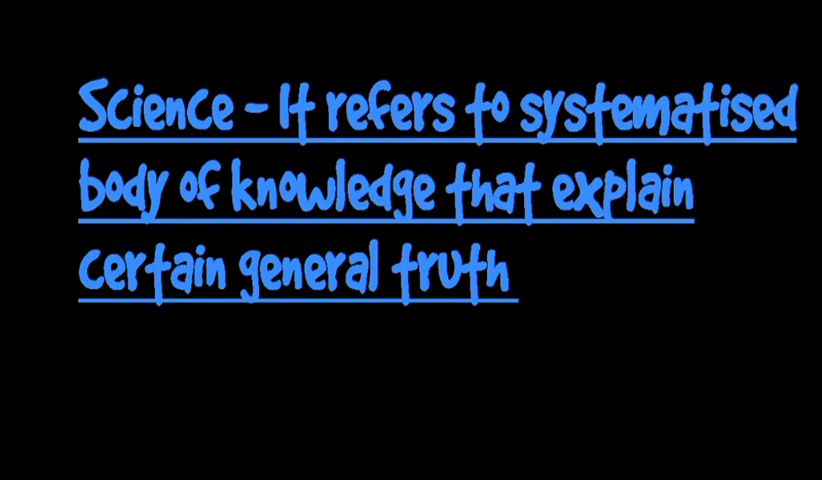 Science - It refers to systematised
body of knowledge that explain
certain general truth